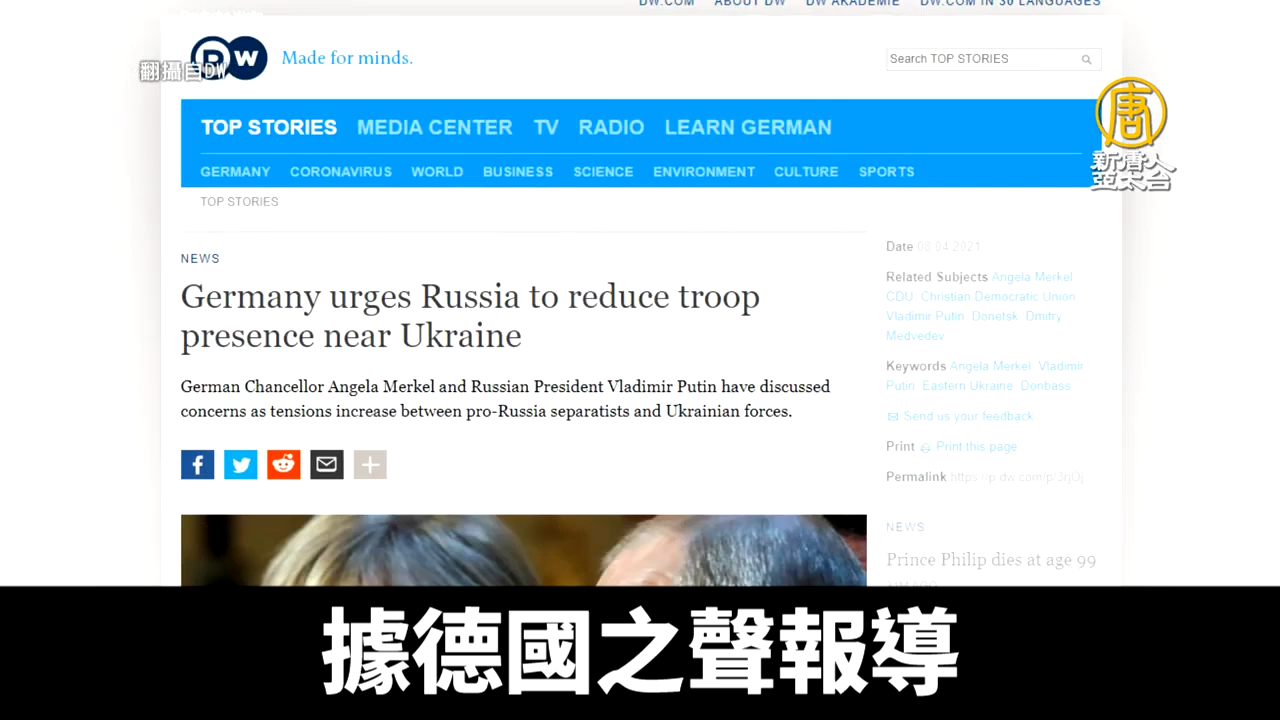 DW.COM ABOUT DW DW AKADEMIE DW.COM IN 30 LANGUAGES
DW Made for minds.
翻攝自DW
Search TOP STORIES
唐
新唐人
亞太台
TOP STORIES MEDIA CENTER TV RADIO LEARN GERMAN
GERMANY CORONAVIRUS WORLD BUSINESS SCIENCE ENVIRONMENT CULTURE SPORTS
TOP STORIES
NEWS
Germany urges Russia to reduce troop
presence near Ukraine
German Chancellor Angela Merkel and Russian President Vladimir Putin have discussed
concerns as tensions increase between pro-Russia separatists and Ukrainian forces.
Date 08.04.2021
Related Subjects Angela Merkel
CDU Christian Democratic Union
Vladimir Putin Donetsk Dmitry
Medvedev
Keywords Angela Merkel Vladimir
Putin Eastern Ukraine Donbass
Send us your feedback
Print Print this page
Permalink https://p.dw.com/p/3rjOj
NEWS
Prince Philip dies at age 99
據德國之聲報導